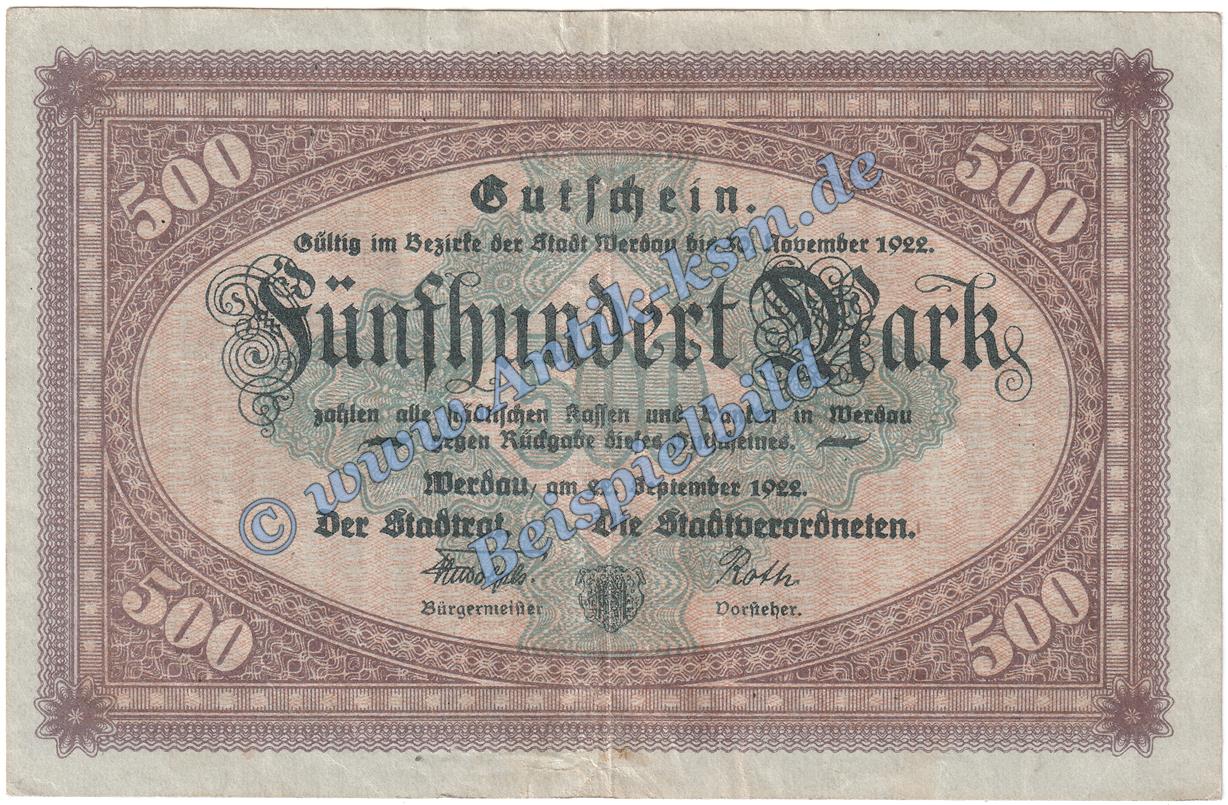 500
500
Gutschein.
Gültig im Bezirke der Stadt Werdau bis November 1922.
Fünfhundert Mark
500
zahlen alle städtischen Kassen und Banken in Werdau
gegen Rückgabe dieses Gutscheines.
Werdau, am September 1922.
Der Stadtrat Die Stadtverordneten.
Roth
Bürgermeister Vorsteher.
500
500
© www.Antik-ksm.de
Beispielbild